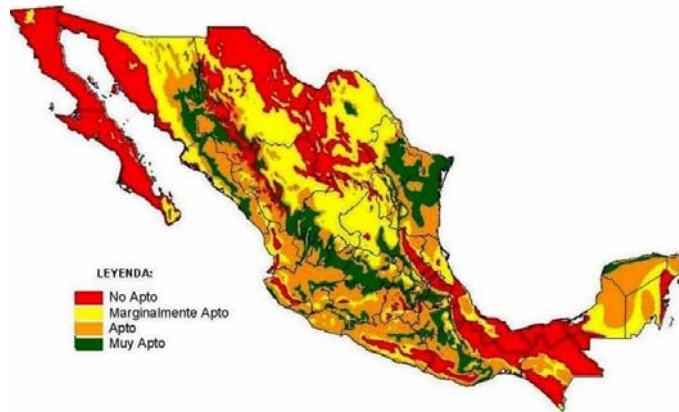 LEYENDA:
No Apto
Marginalmente Apto
Apto
Muy Apto